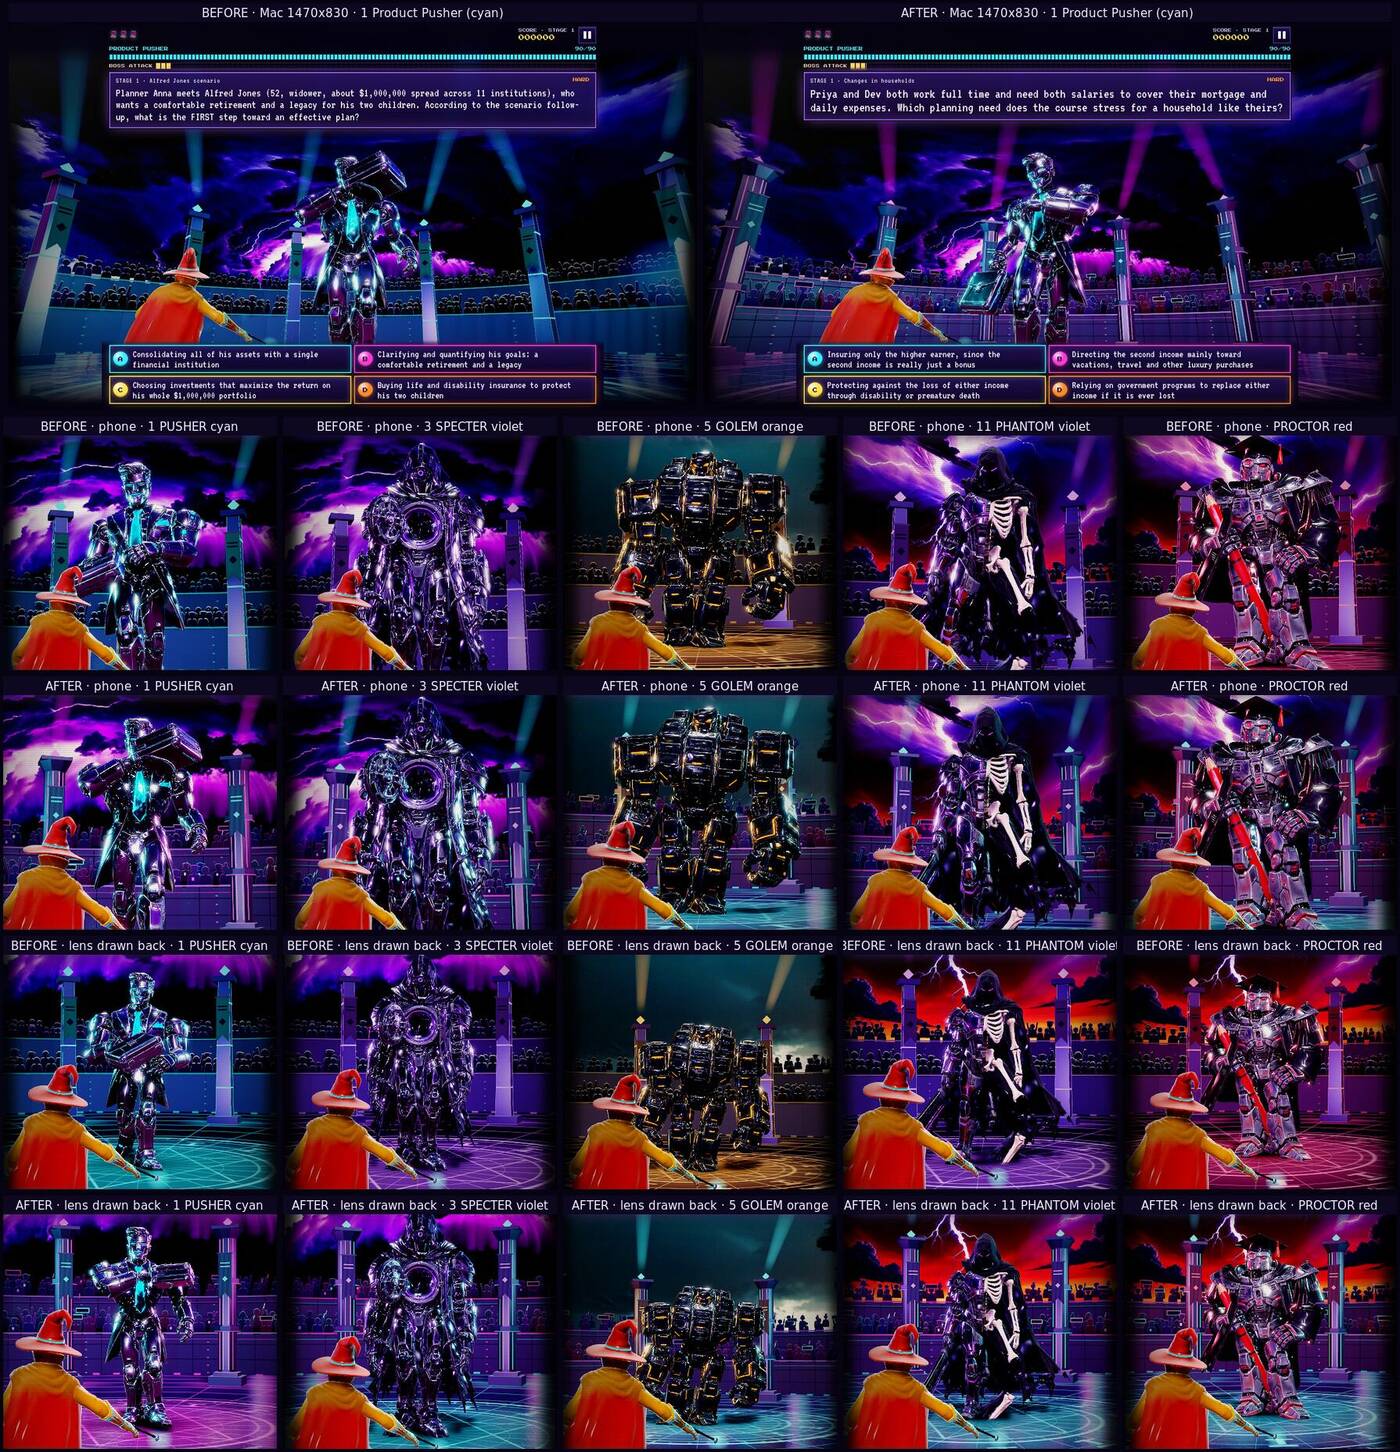 BEFORE · Mac 1470x830 · 1 Product Pusher (cyan)
SCORE · STAGE 1
PRODUCT PUSHER
90/90
BOSS ATTACK
STAGE 1 · Alfred Jones scenario
HARD
Planner Anna meets Alfred Jones (52, widower, about $1,000,000 spread across 11 institutions), who
wants a comfortable retirement and a legacy for his two children. According to the scenario follow-
up, what is the FIRST step toward an effective plan?
A Consolidating all of his assets with a single
financial institution
B Clarifying and quantifying his goals: a
comfortable retirement and a legacy
C Choosing investments that maximize the return on
his whole $1,000,000 portfolio
D Buying life and disability insurance to protect
his two children
AFTER · Mac 1470x830 · 1 Product Pusher (cyan)
SCORE · STAGE 1
PRODUCT PUSHER
90/90
BOSS ATTACK
STAGE 1 · Changes in households
HARD
Priya and Dev both work full time and need both salaries to cover their mortgage and
daily expenses. Which planning need does the course stress for a household like theirs?
A Insuring only the higher earner, since the
second income is really just a bonus
B Directing the second income mainly toward
vacations, travel and other luxury purchases
C Protecting against the loss of either income
through disability or premature death
D Relying on government programs to replace either
income if it is ever lost
BEFORE · phone · 1 PUSHER cyan
BEFORE · phone · 3 SPECTER violet
BEFORE · phone · 5 GOLEM orange
BEFORE · phone · 11 PHANTOM violet
BEFORE · phone · PROCTOR red
AFTER · phone · 1 PUSHER cyan
AFTER · phone · 3 SPECTER violet
AFTER · phone · 5 GOLEM orange
AFTER · phone · 11 PHANTOM violet
AFTER · phone · PROCTOR red
BEFORE · lens drawn back · 1 PUSHER cyan
BEFORE · lens drawn back · 3 SPECTER violet
BEFORE · lens drawn back · 5 GOLEM orange
BEFORE · lens drawn back · 11 PHANTOM violet
BEFORE · lens drawn back · PROCTOR red
AFTER · lens drawn back · 1 PUSHER cyan
AFTER · lens drawn back · 3 SPECTER violet
AFTER · lens drawn back · 5 GOLEM orange
AFTER · lens drawn back · 11 PHANTOM violet
AFTER · lens drawn back · PROCTOR red